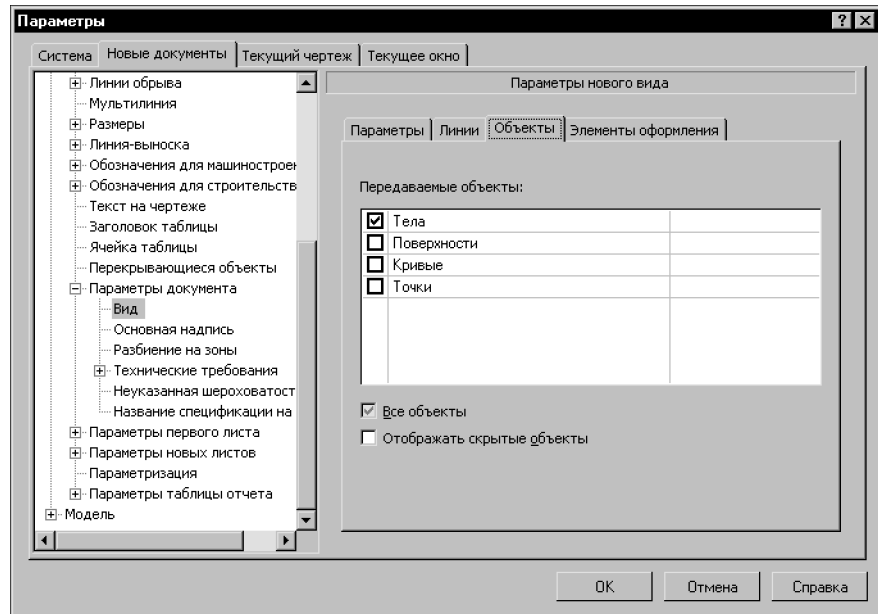 Параметры
Система Новые документы Текущий чертеж Текущее окно
Линии обрыва
Мультилиния
Размеры
Линия-выноска
Обозначения для машиностроен
Обозначения для строительств
Текст на чертеже
Заголовок таблицы
Ячейка таблицы
Перекрывающиеся объекты
Параметры документа
Вид
Основная надпись
Разбиение на зоны
Технические требования
Неуказанная шероховатост
Название спецификации на
Параметры первого листа
Параметры новых листов
Параметризация
Параметры таблицы отчета
Модель
Параметры нового вида
Параметры Линии Объекты Элементы оформления
Передаваемые объекты:
Тела
Поверхности
Кривые
Точки
Все объекты
Отображать скрытые объекты
OK Отмена Справка